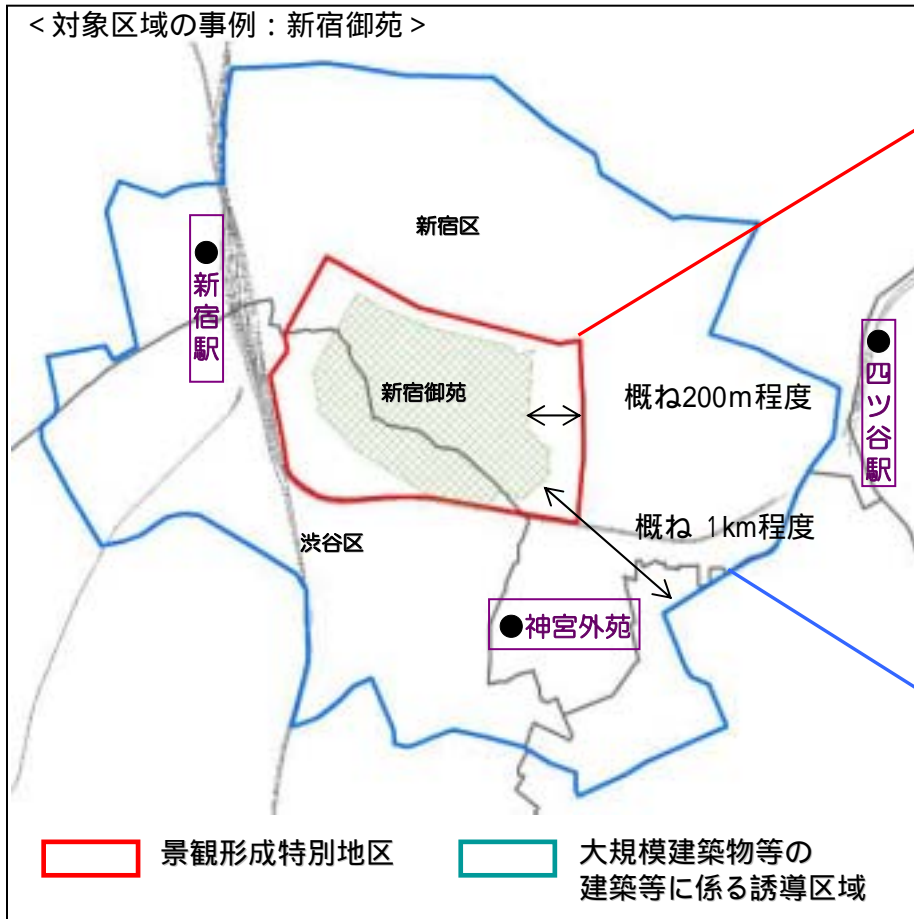 ＜対象区域の事例：新宿御苑＞
新宿区
新宿駅
四ツ谷駅
新宿御苑
概ね200ｍ程度
概ね 1km程度
渋谷区
神宮外苑
景観形成特別地区
大規模建築物等の
建築等に係る誘導区域